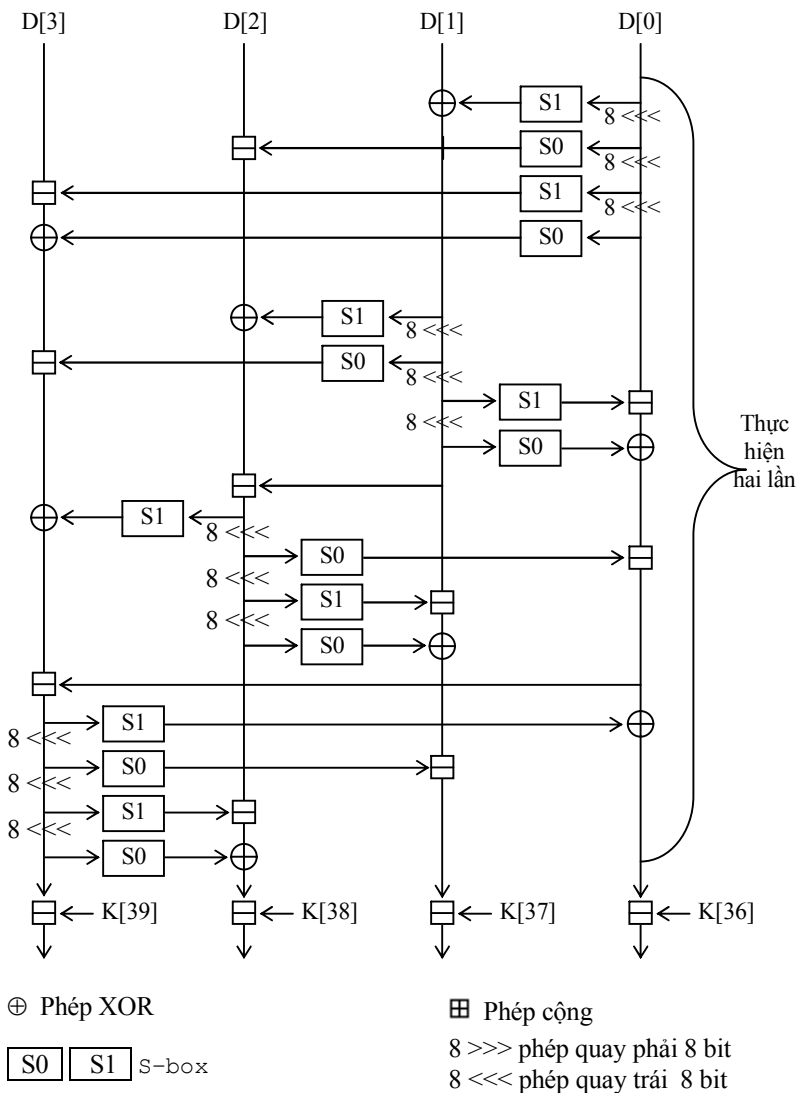 D[3] D[2] D[1] D[0]
S1
8 <<<
S0
8 <<<
S1
8 <<<
S0
S1
8 <<<
S0
8 <<<
S1
8 <<<
S0
Thực
hiện
hai lần
S1
8 <<<
S0
8 <<<
S1
8 <<<
S0
S1
8 <<<
S0
8 <<<
S1
8 <<<
S0
K[39] K[38] K[37] K[36]
⊕ Phép XOR
⊞ Phép cộng
S0 S1 S-box
8 >>> phép quay phải 8 bit
8 <<< phép quay trái 8 bit